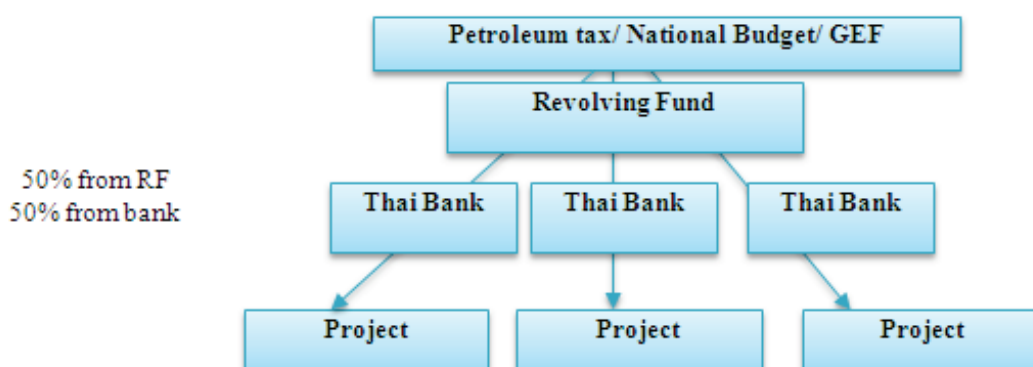 Petroleum tax/ National Budget/ GEF
Revolving Fund
50% from RF
50% from bank
Thai Bank
Thai Bank
Thai Bank
Project
Project
Project